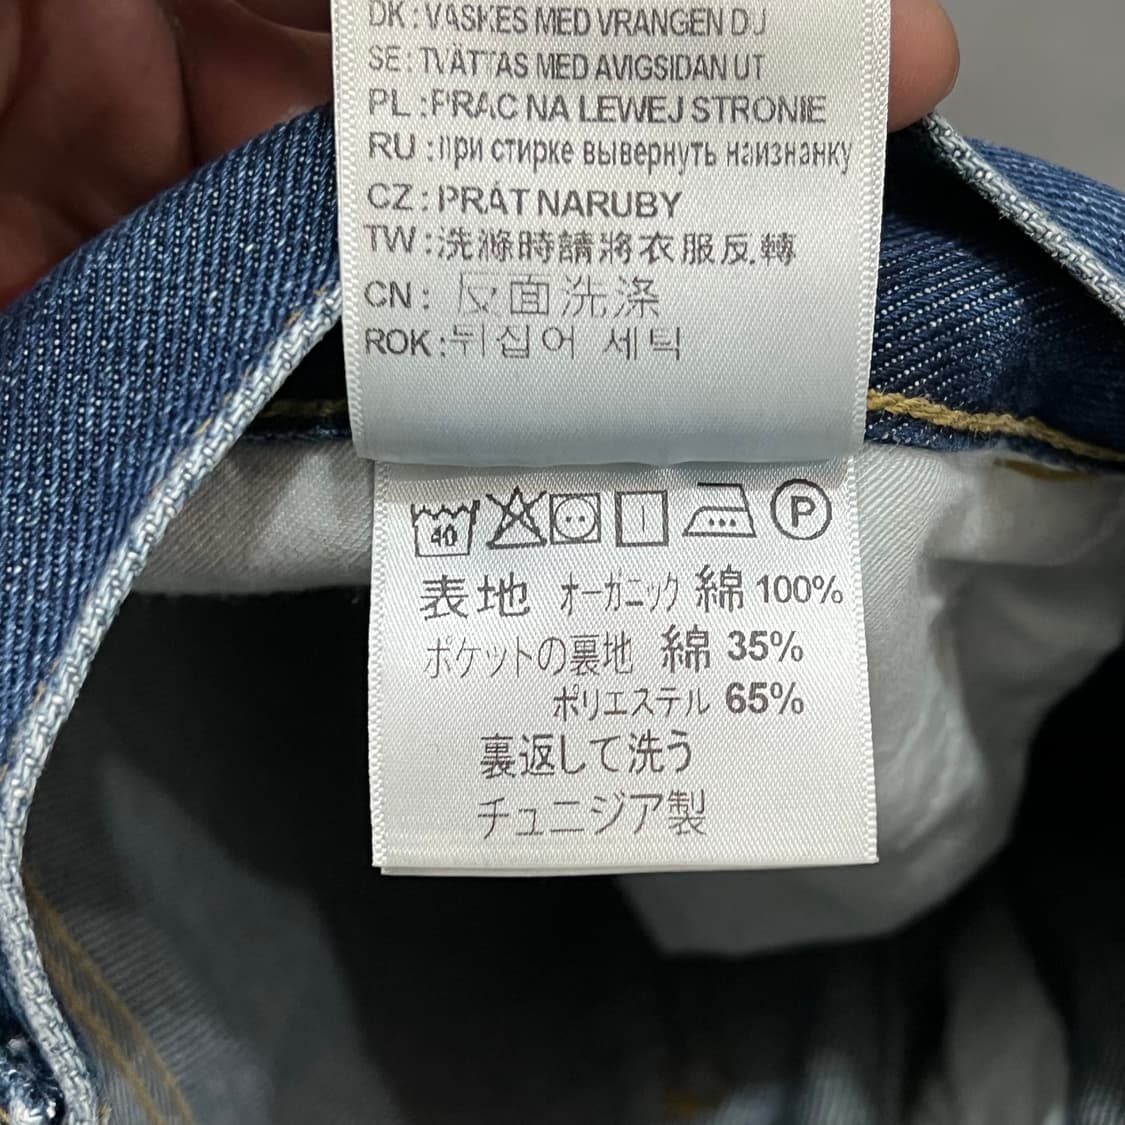 DK:VASKES MED VRANGEN DJ
SE:TVÄTTAS MED AVIGSIDAN UT
PL:PRAC NA LEWEJ STRONIE
RU:при стирке вывернуть наизнанку
CZ:PRÁT NARUBY
TW:洗滌時請將衣服反轉
CN: 反面洗涤
ROK:뒤십어 세틱
40 P
表地 オーガニック 綿 100%
ポケットの裏地 綿 35%
ポリエステル 65%
裏返して洗う
チュニジア製